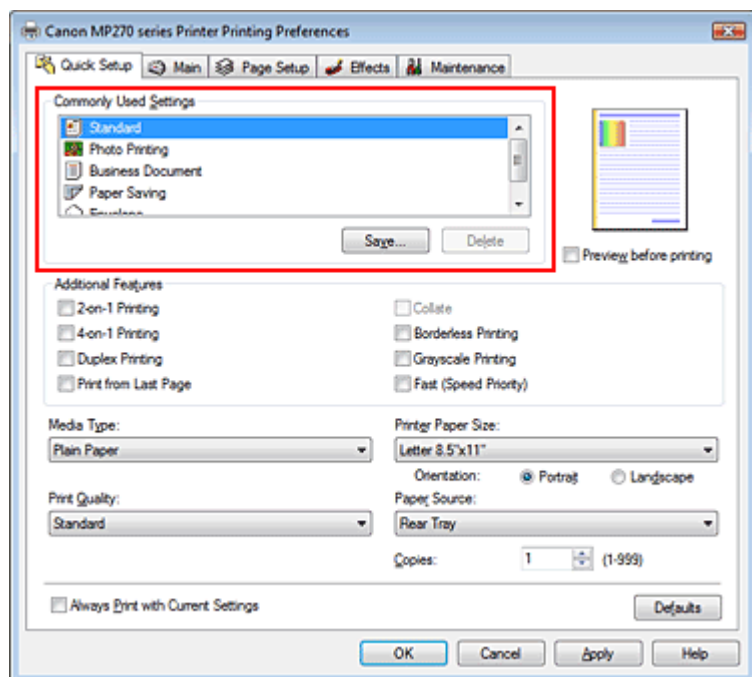 Canon MP270 series Printer Printing Preferences
Quick Setup Main Page Setup Effects Maintenance
Commonly Used Settings
Standard
Photo Printing
Business Document
Paper Saving
Envelope
Save... Delete
Preview before printing
Additional Features
2-on-1 Printing Collate
4-on-1 Printing Borderless Printing
Duplex Printing Grayscale Printing
Print from Last Page Fast (Speed Priority)
Media Type: Printer Paper Size:
Plain Paper Letter 8.5"x11"
Orientation: Portrait Landscape
Print Quality: Paper Source:
Standard Rear Tray
Copies: 1 (1-999)
Always Print with Current Settings Defaults
OK Cancel Apply Help